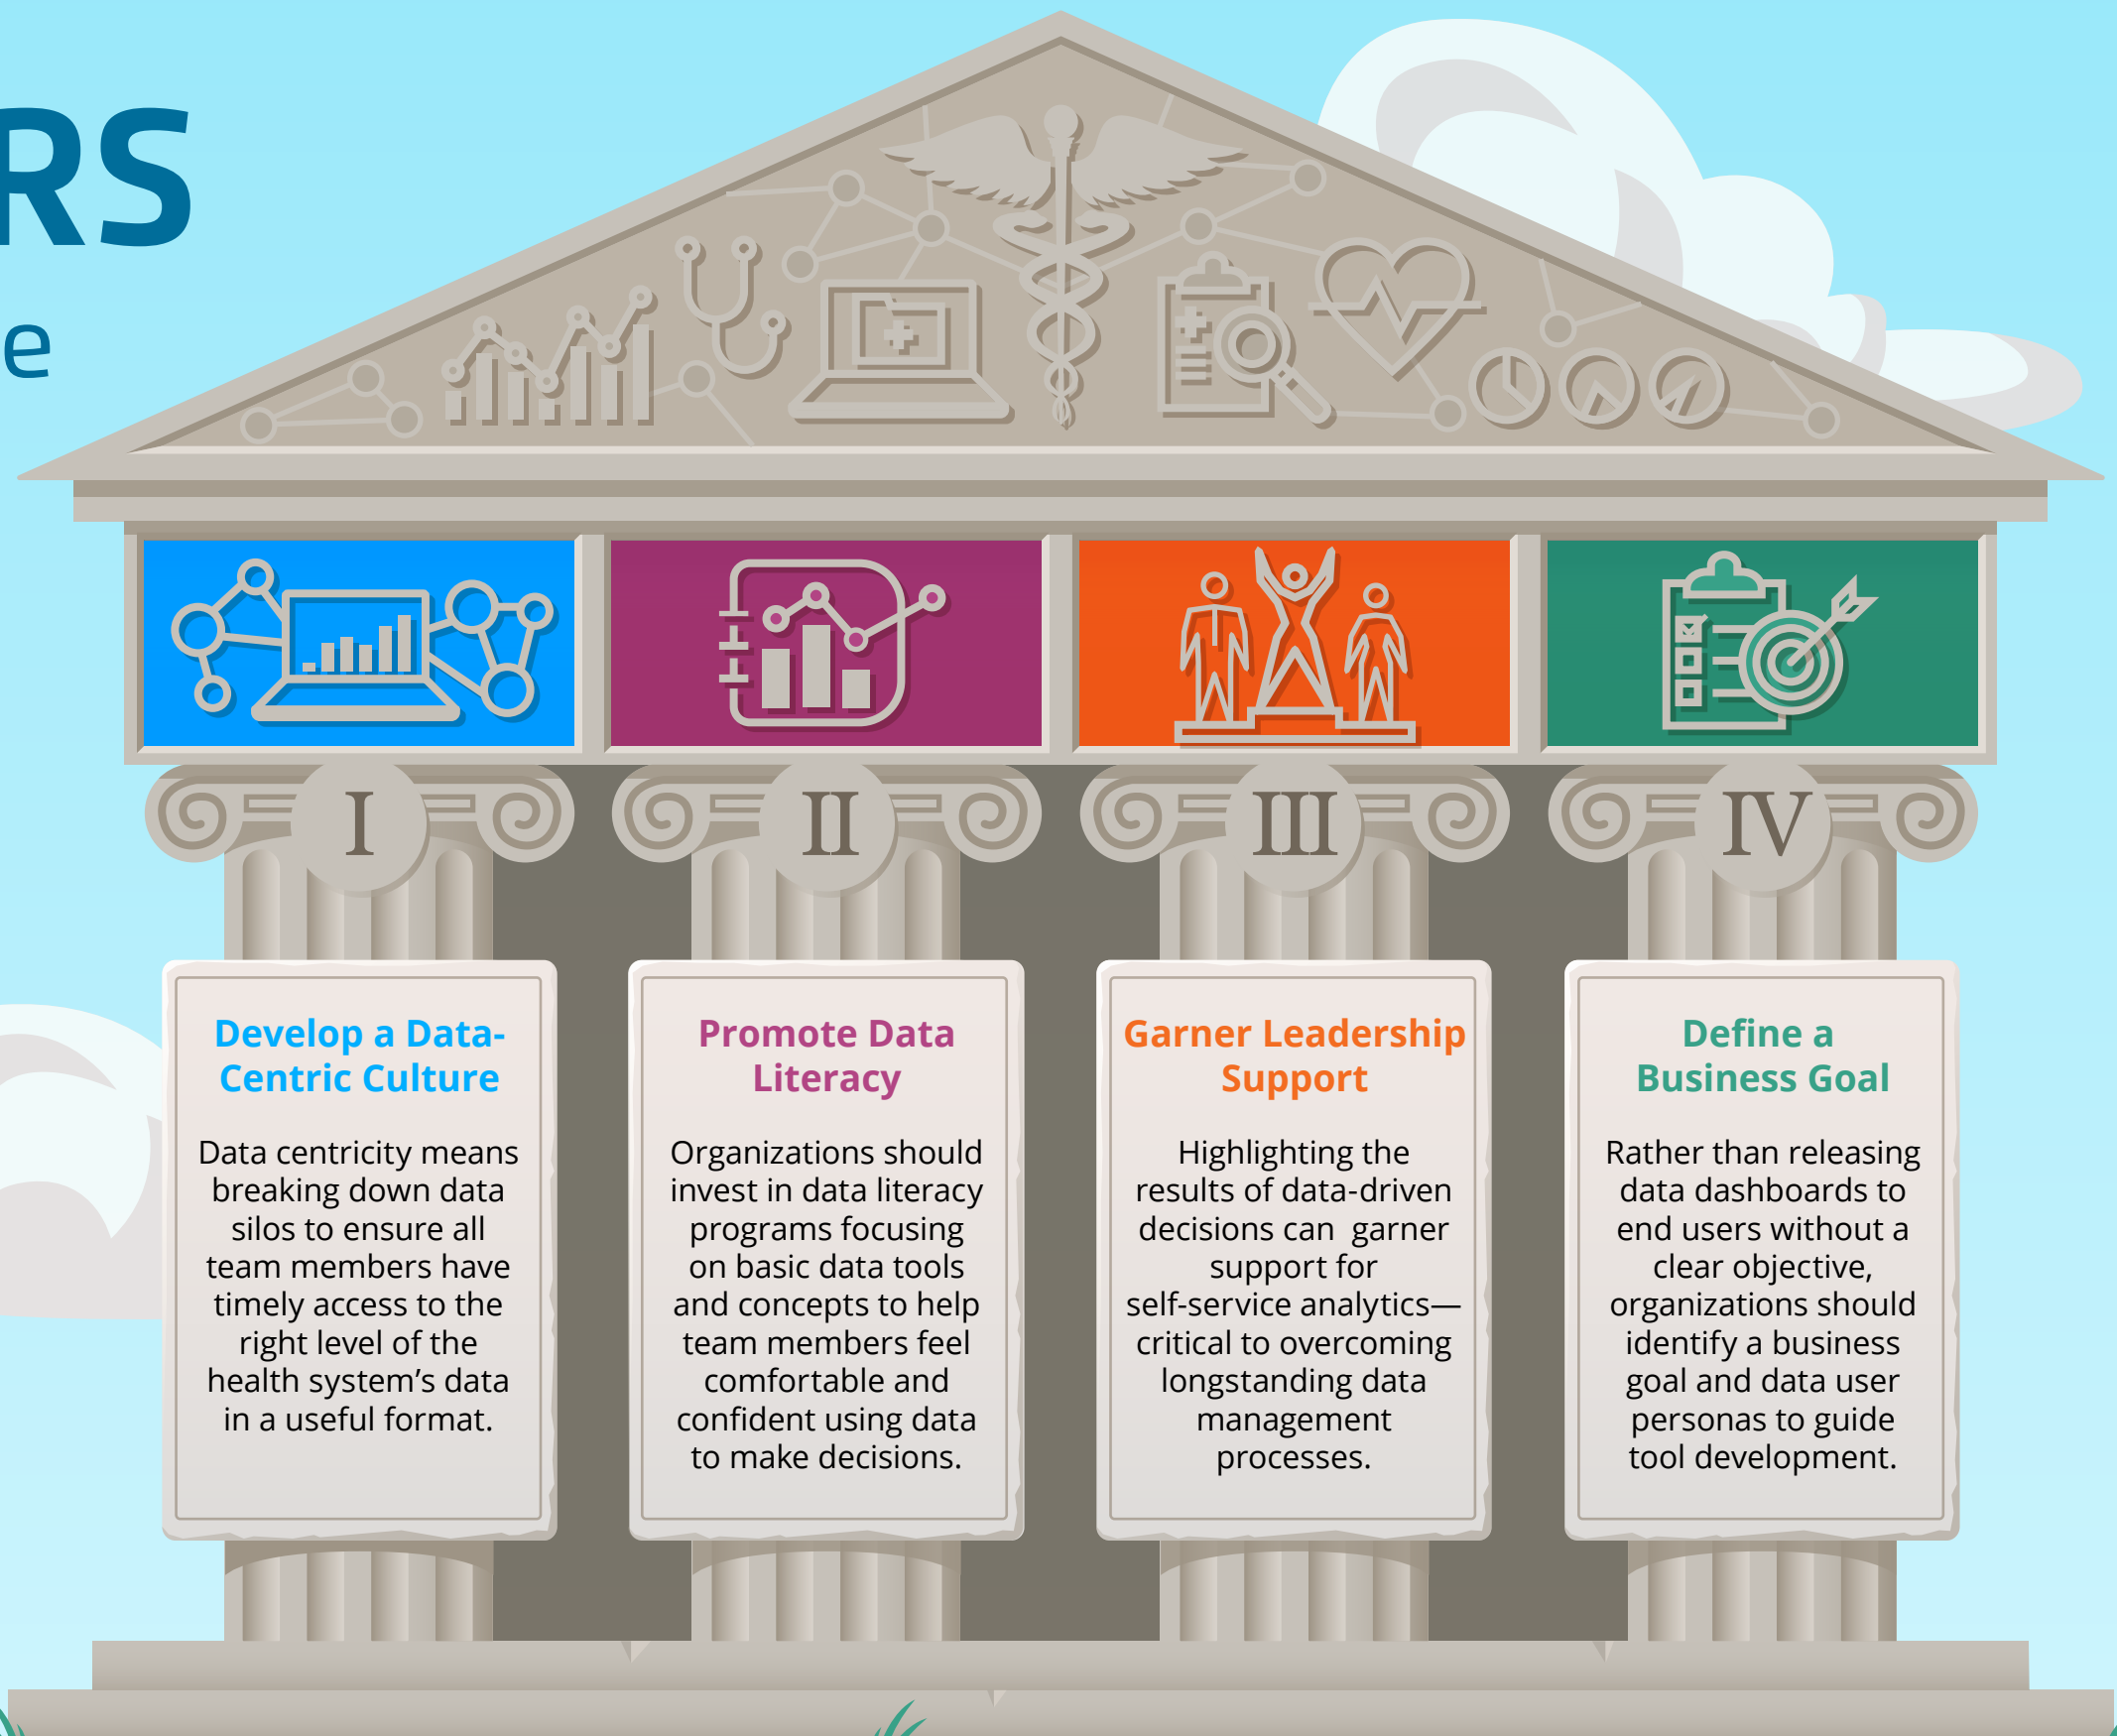 RS
e
I
II
III
IV
Develop a Data-
Centric Culture
Data centricity means
breaking down data
silos to ensure all
team members have
timely access to the
right level of the
health system’s data
in a useful format.
Promote Data
Literacy
Organizations should
invest in data literacy
programs focusing
on basic data tools
and concepts to help
team members feel
comfortable and
confident using data
to make decisions.
Garner Leadership
Support
Highlighting the
results of data-driven
decisions can  garner
support for
self-service analytics—
critical to overcoming
longstanding data
management
processes.
Define a
Business Goal
Rather than releasing
data dashboards to
end users without a
clear objective,
organizations should
identify a business
goal and data user
personas to guide
tool development.